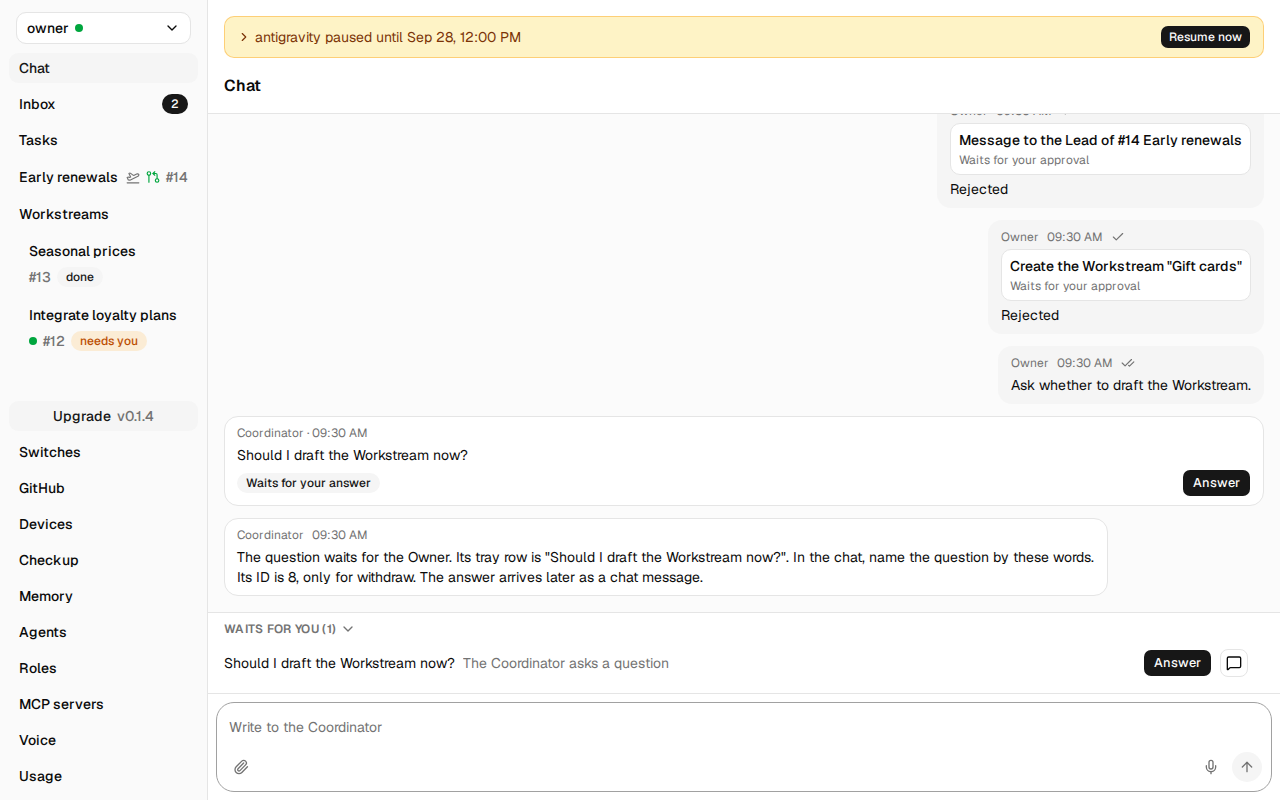 owner
Chat
Inbox
2
Tasks
Early renewals #14
Workstreams
Seasonal prices
#13 done
Integrate loyalty plans
#12 needs you
Upgrade v0.1.4
Switches
GitHub
Devices
Checkup
Memory
Agents
Roles
MCP servers
Voice
Usage
antigravity paused until Sep 28, 12:00 PM
Resume now
Chat
Message to the Lead of #14 Early renewals
Waits for your approval
Rejected
Owner 09:30 AM
Create the Workstream "Gift cards"
Waits for your approval
Rejected
Owner 09:30 AM
Ask whether to draft the Workstream.
Coordinator · 09:30 AM
Should I draft the Workstream now?
Waits for your answer
Answer
Coordinator 09:30 AM
The question waits for the Owner. Its tray row is "Should I draft the Workstream now?". In the chat, name the question by these words.
Its ID is 8, only for withdraw. The answer arrives later as a chat message.
WAITS FOR YOU (1)
Should I draft the Workstream now? The Coordinator asks a question
Answer
Write to the Coordinator